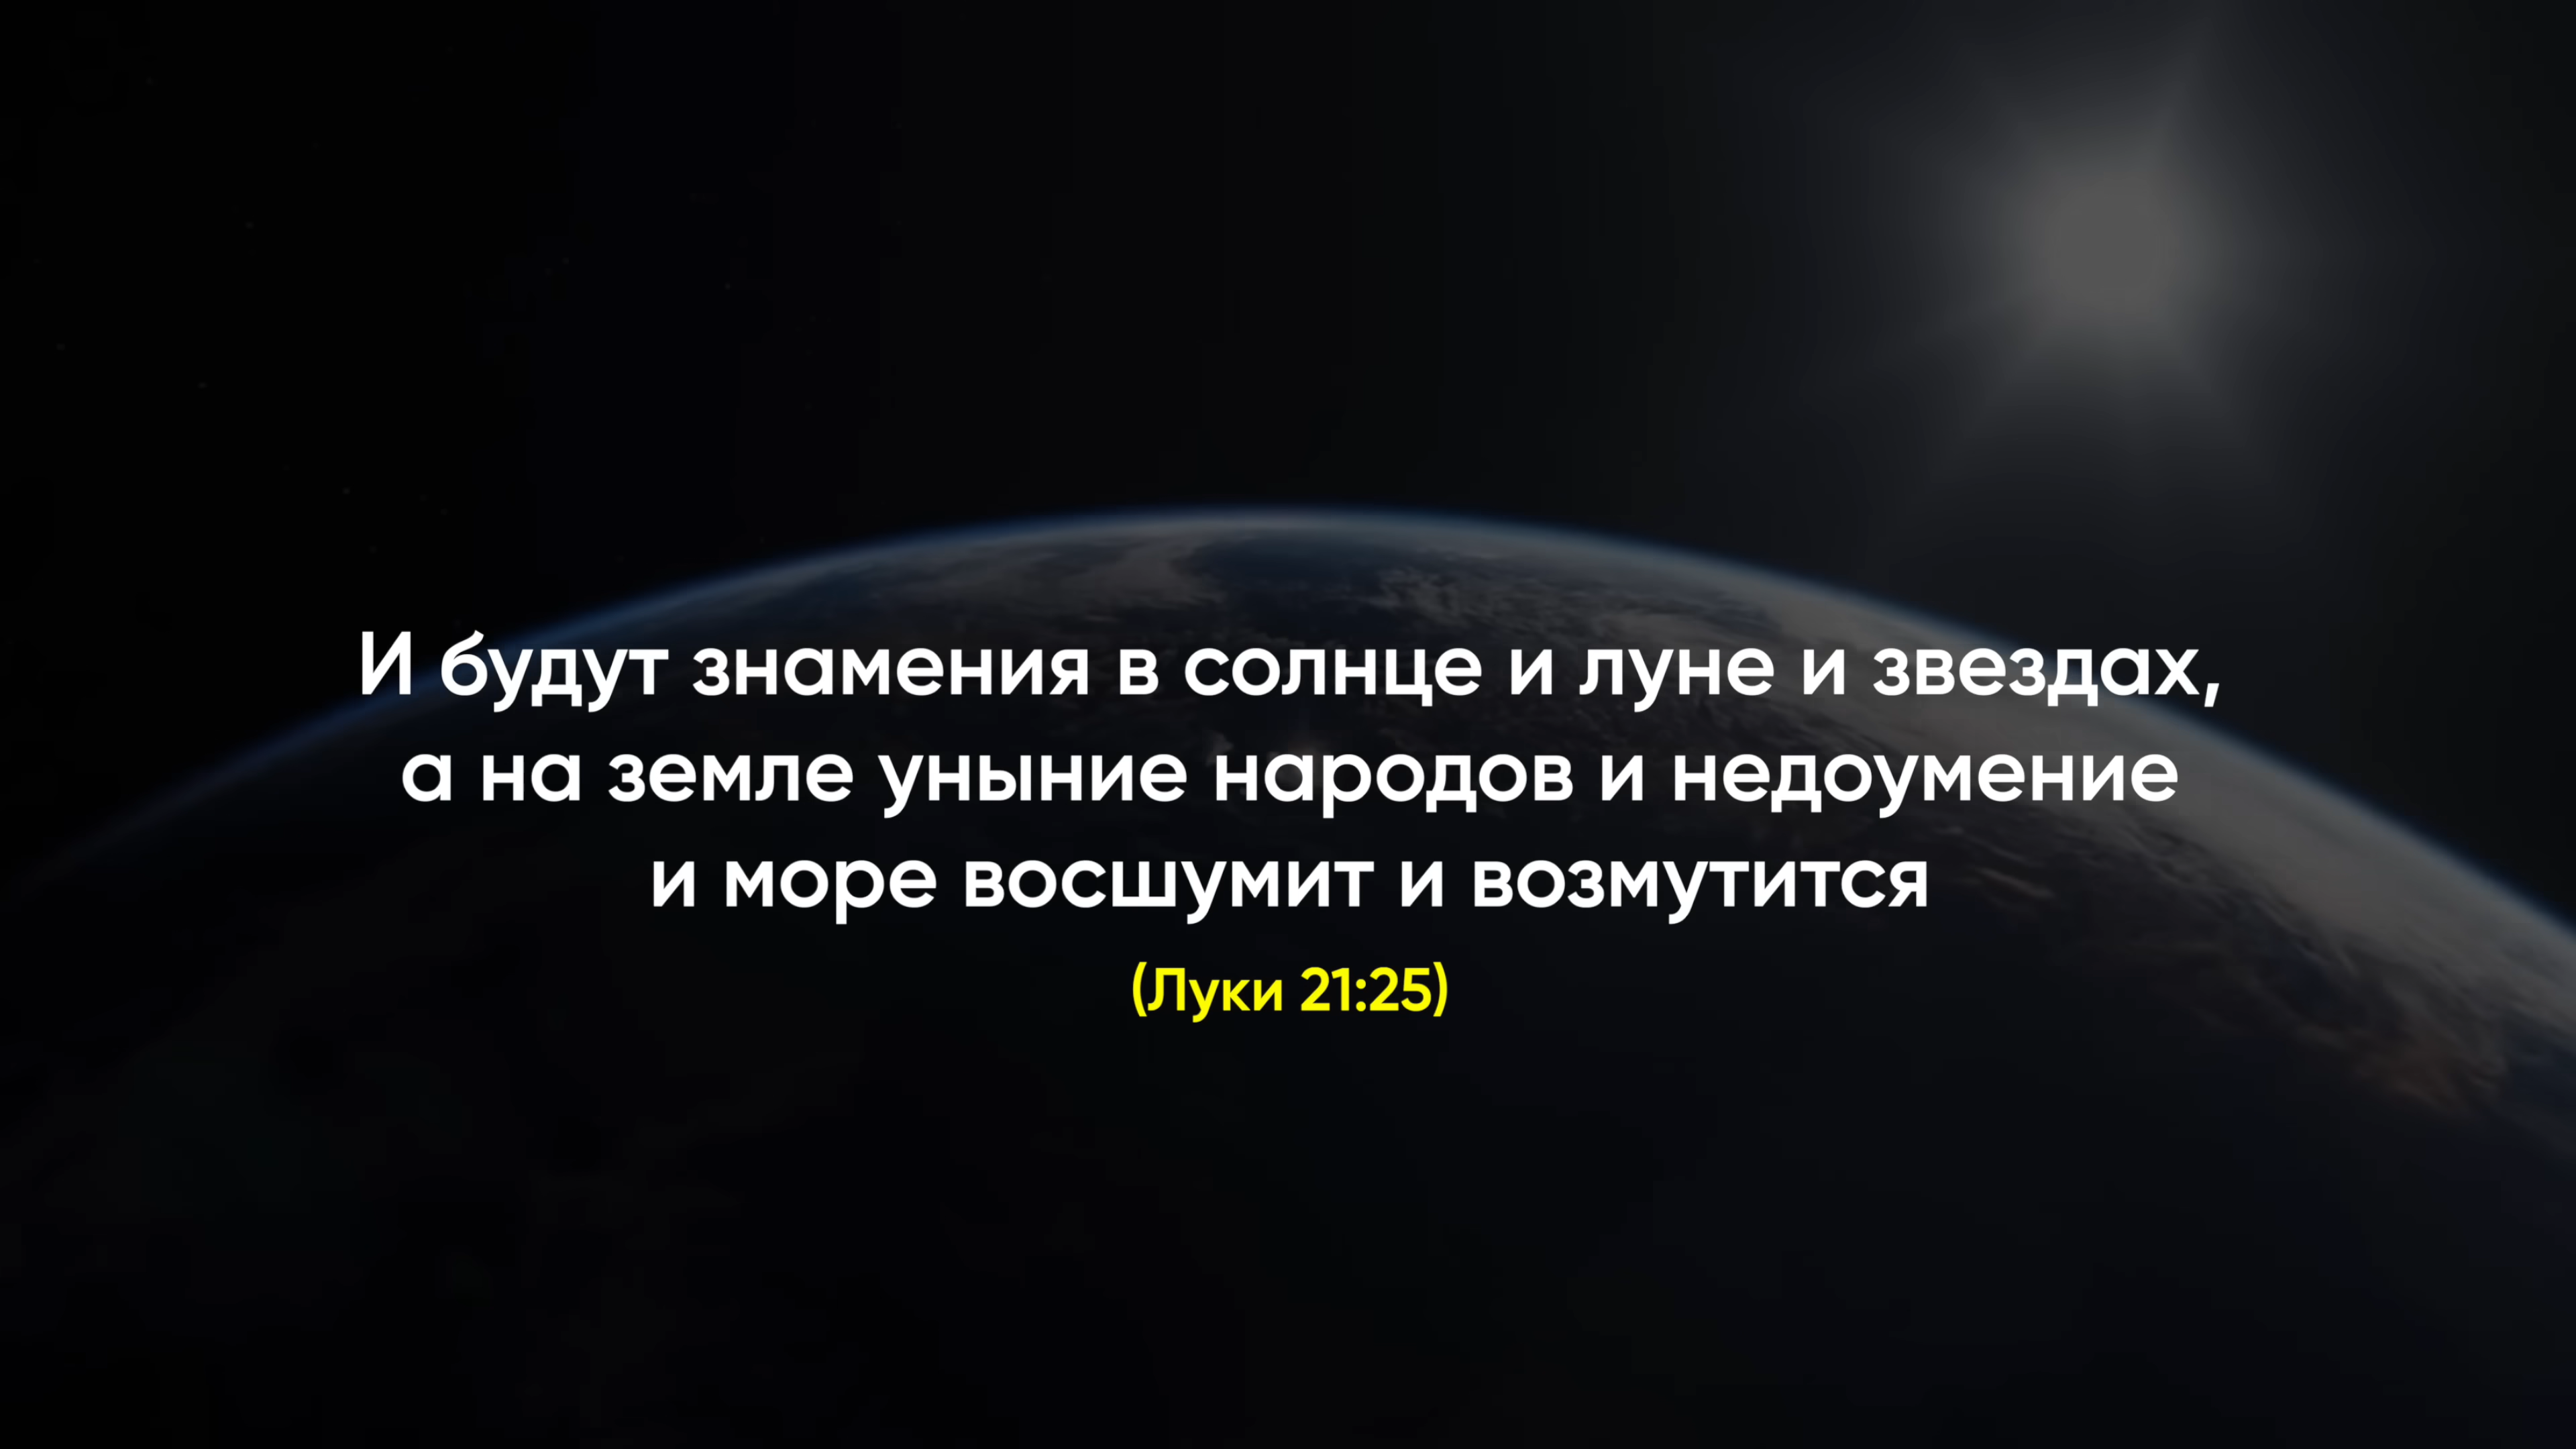 И будут знамения в солнце и луне и звездах,
а на земле уныние народов и недоумение
и море восшумит и возмутится
(Луки 21:25)